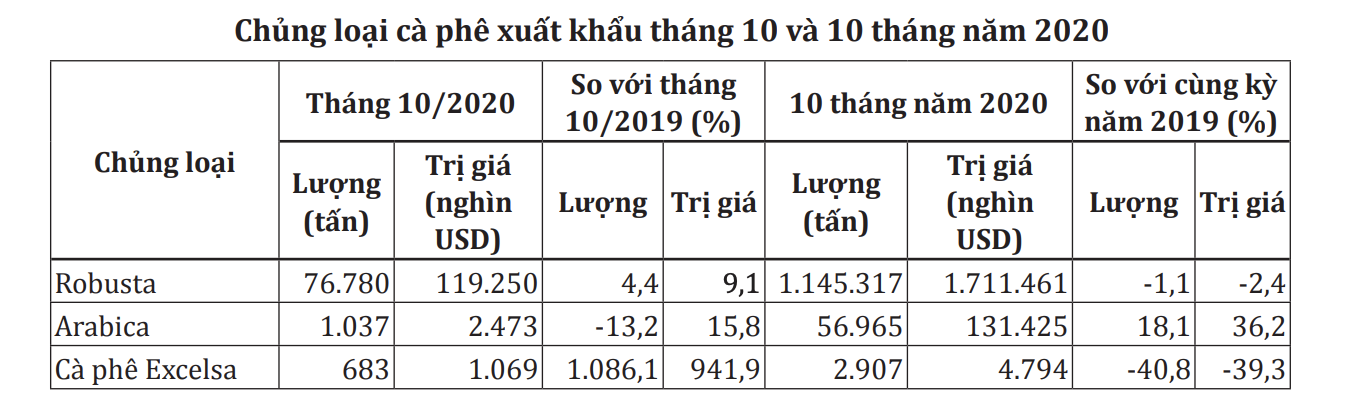 Chủng loại cà phê xuất khẩu tháng 10 và 10 tháng năm 2020
Chủng loại
Tháng 10/2020
So với tháng
10/2019 (%)
10 tháng năm 2020
So với cùng kỳ
năm 2019 (%)
Lượng
(tấn)
Trị giá
(nghìn
USD)
Lượng
Trị giá
Lượng
(tấn)
Trị giá
(nghìn
USD)
Lượng
Trị giá
Robusta 76.780 119.250 4,4 9,1 1.145.317 1.711.461 -1,1 -2,4
Arabica 1.037 2.473 -13,2 15,8 56.965 131.425 18,1 36,2
Cà phê Excelsa 683 1.069 1.086,1 941,9 2.907 4.794 -40,8 -39,3